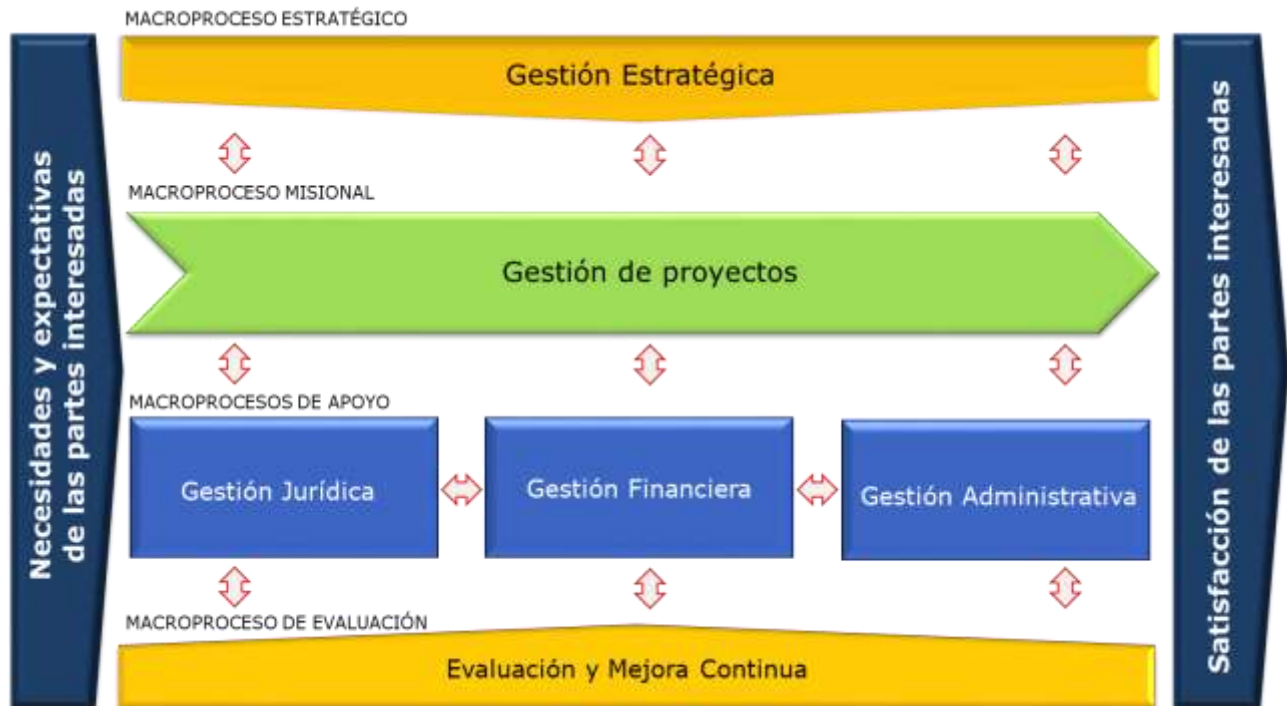 MACROPROCESO ESTRATÉGICO
Gestión Estratégica
Necesidades y expectativas
de las partes interesadas
MACROPROCESO MISIONAL
Gestión de proyectos
MACROPROCESOS DE APOYO
Gestión Jurídica
Gestión Financiera
Gestión Administrativa
MACROPROCESO DE EVALUACIÓN
Evaluación y Mejora Continua
Satisfacción de las partes interesadas